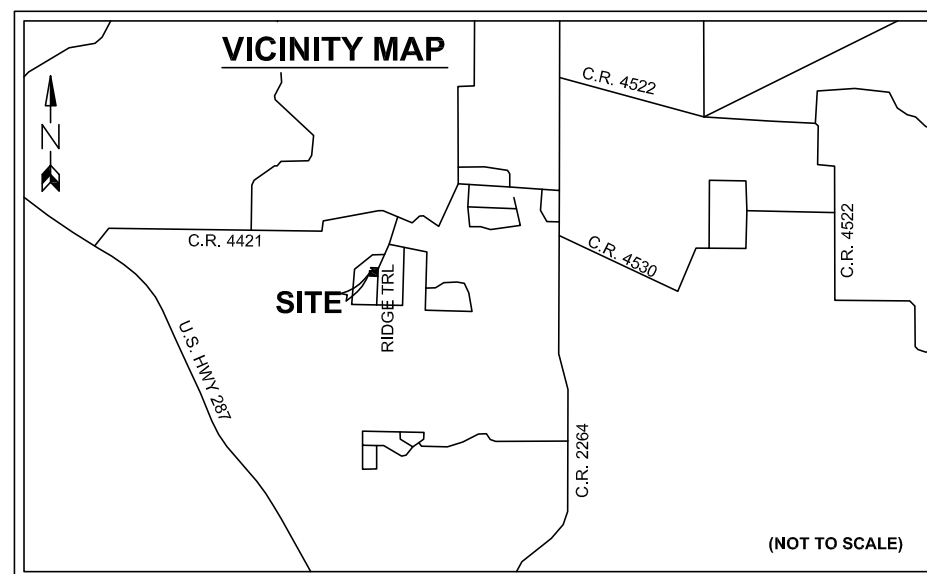 VICINITY MAP
C.R. 4522
N
C.R. 4522
C.R. 4421
C.R. 4530
SITE
RIDGE TRL
U.S. HWY 287
C.R. 2264
(NOT TO SCALE)